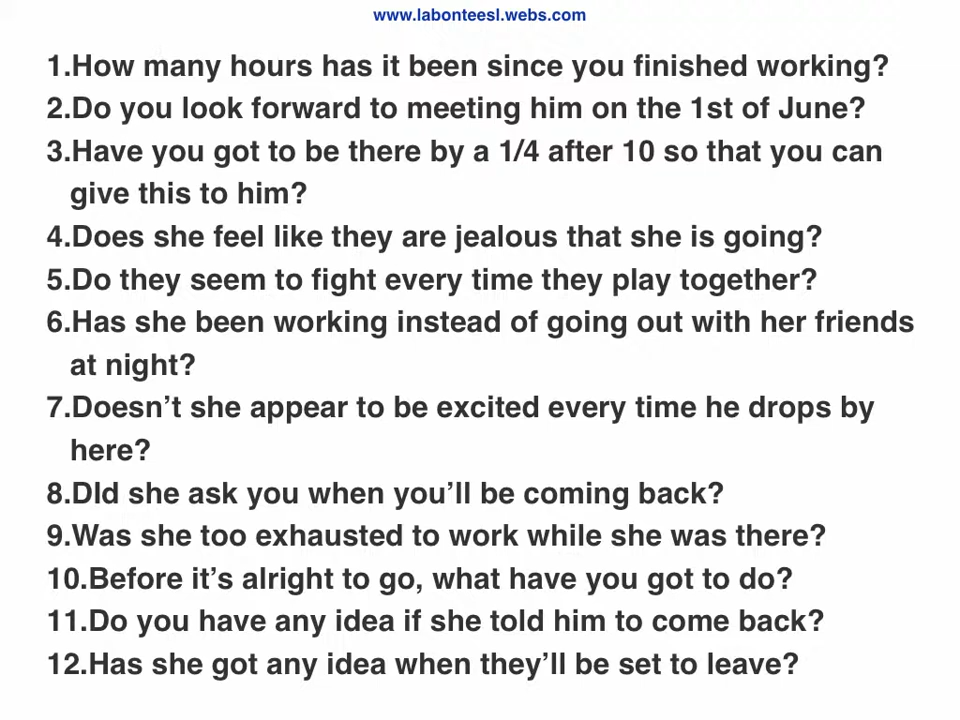 www.labonteesl.webs.com
1.How many hours has it been since you finished working?
2.Do you look forward to meeting him on the 1st of June?
3.Have you got to be there by a 1/4 after 10 so that you can
give this to him?
4.Does she feel like they are jealous that she is going?
5.Do they seem to fight every time they play together?
6.Has she been working instead of going out with her friends
at night?
7.Doesn’t she appear to be excited every time he drops by
here?
8.DId she ask you when you’ll be coming back?
9.Was she too exhausted to work while she was there?
10.Before it’s alright to go, what have you got to do?
11.Do you have any idea if she told him to come back?
12.Has she got any idea when they’ll be set to leave?